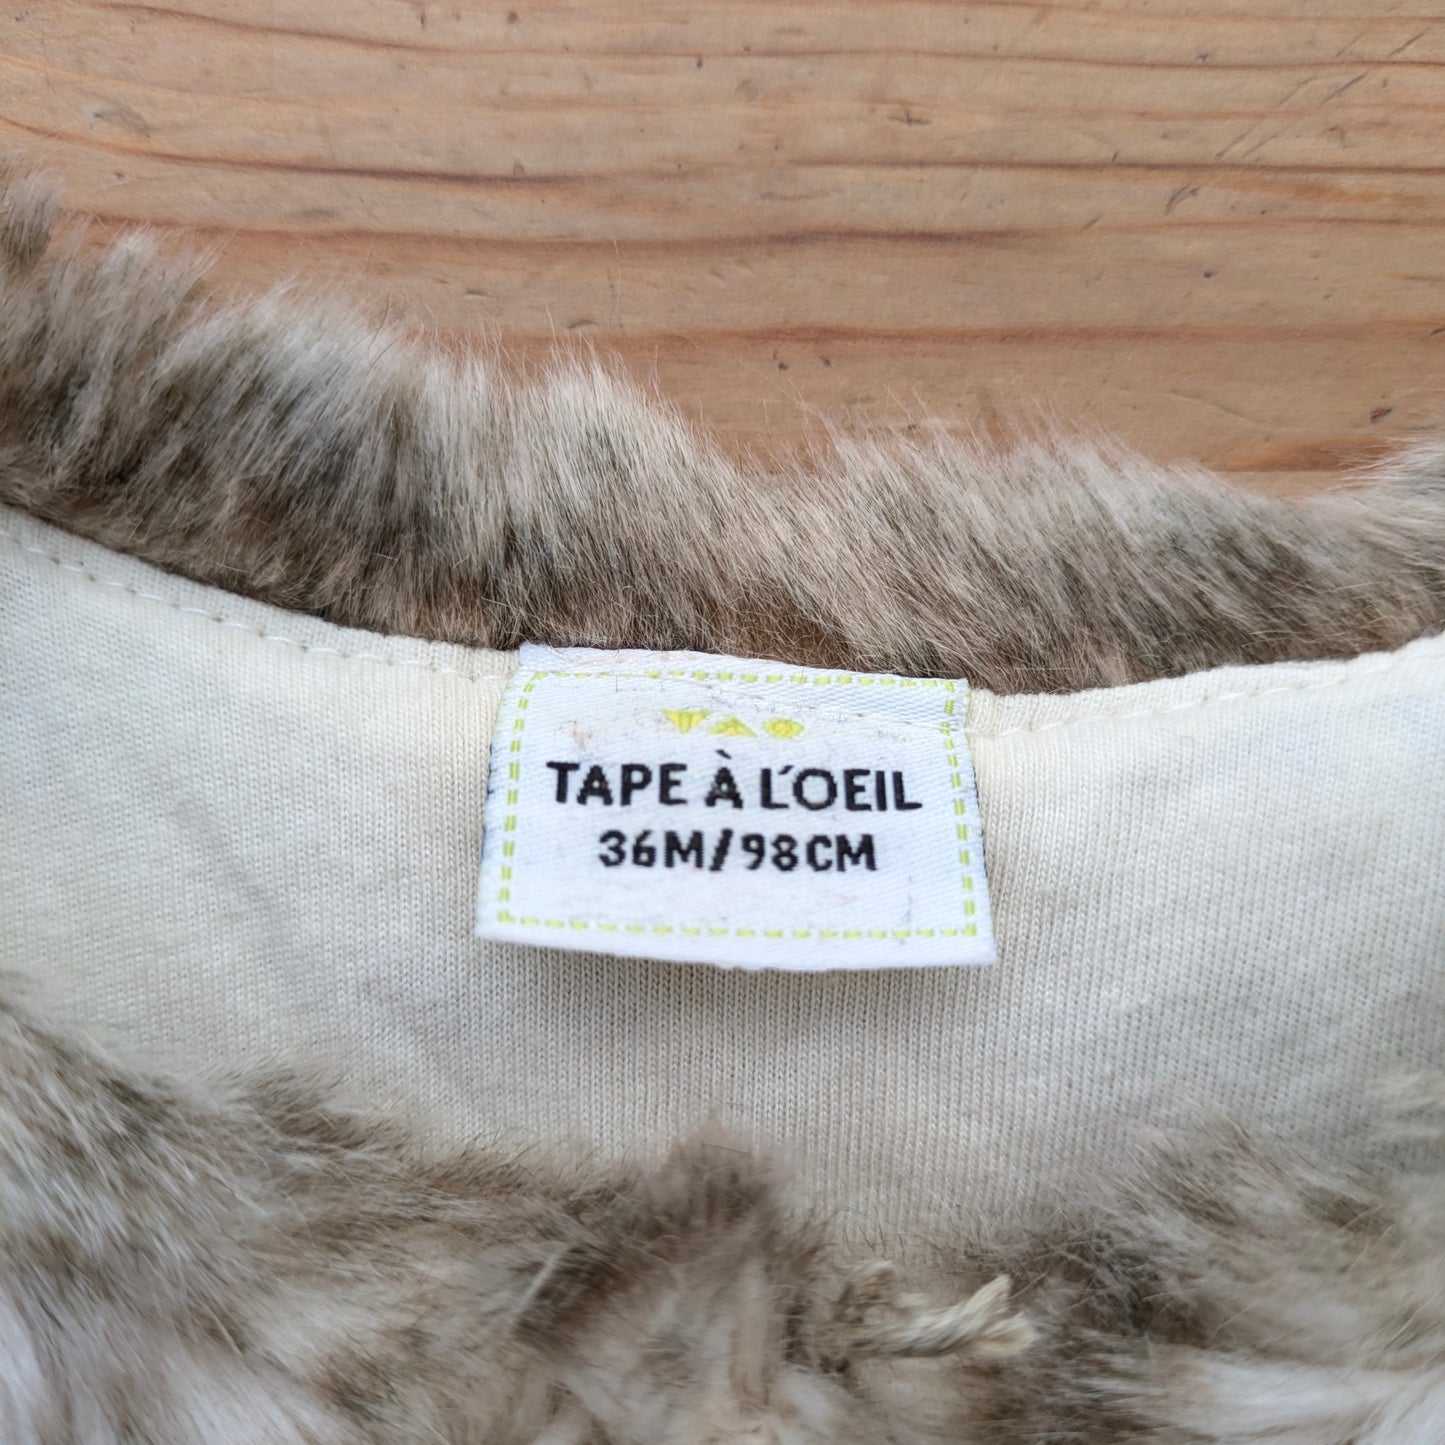 TAO
TAPE À L'OEIL
36M/98CM